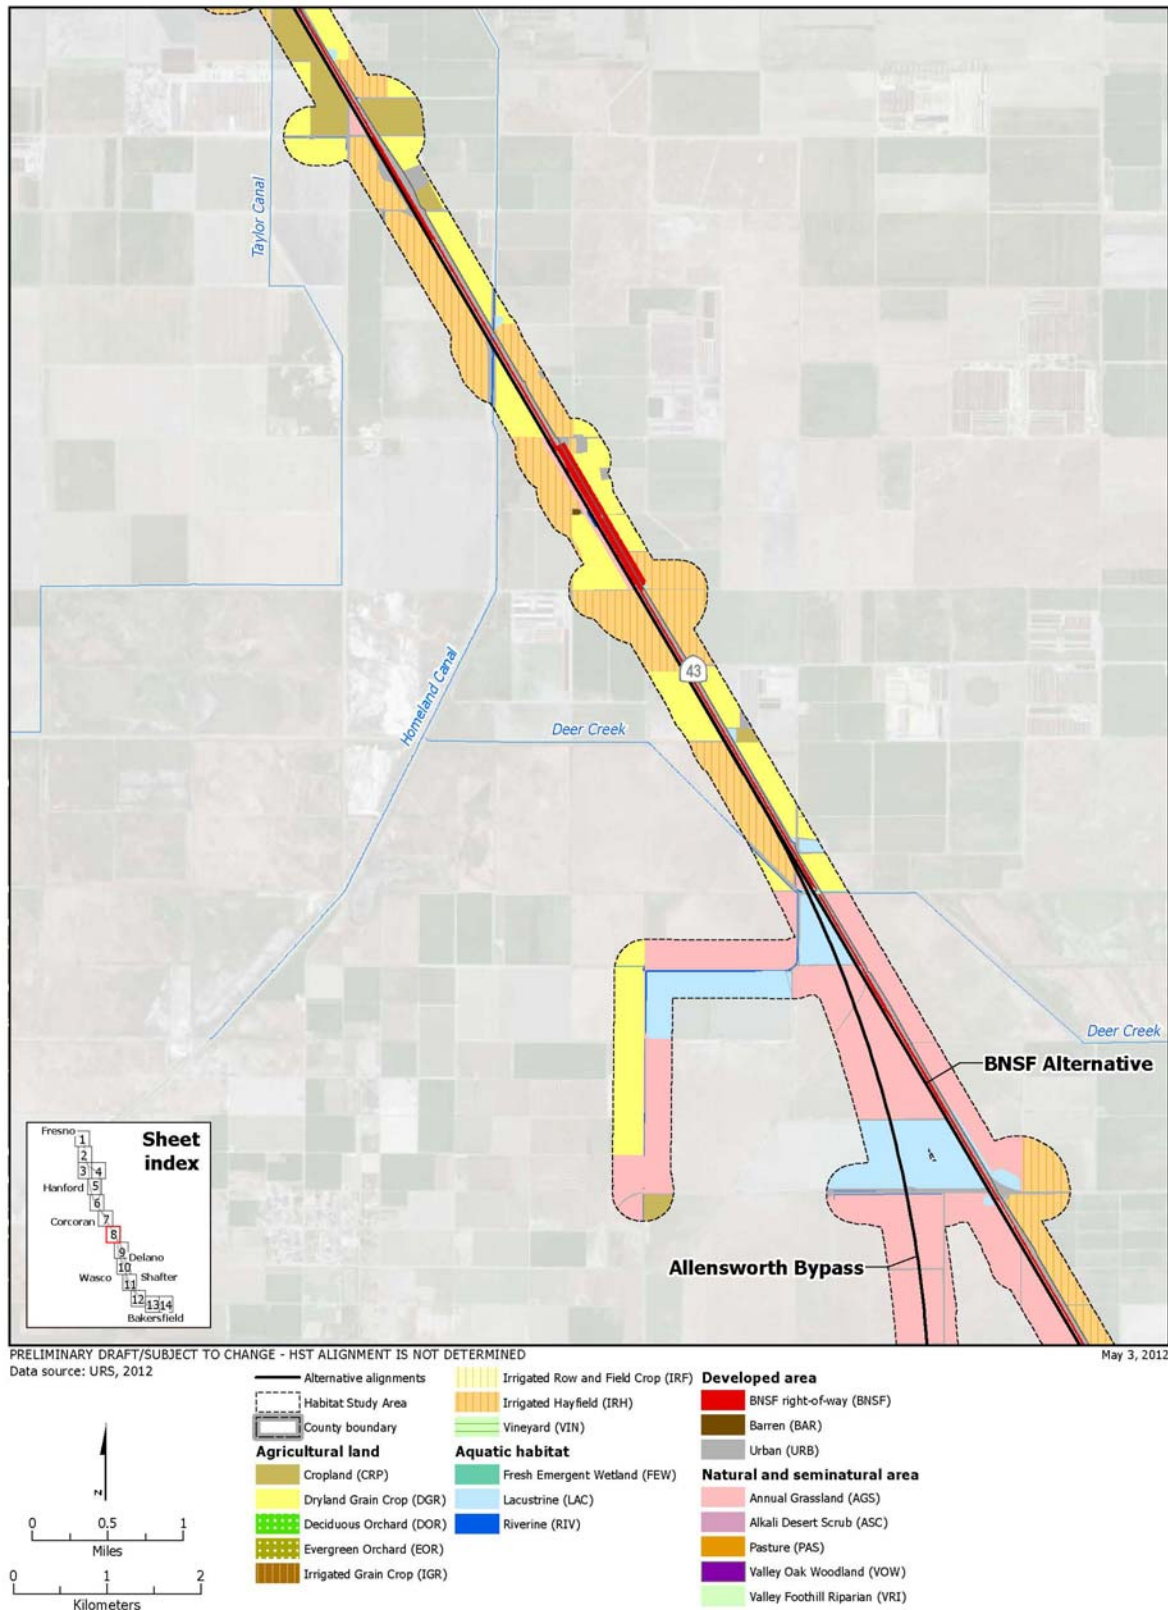 Taylor Canal
Homeland Canal
43
Deer Creek
Deer Creek
BNSF Alternative
Allensworth Bypass
Sheet
index
Fresno
1
2
3
4
Hanford
5
6
Corcoran
7
8
9
Delano
10
Wasco
11
Shafter
12
13
14
Bakersfield
PRELIMINARY DRAFT/SUBJECT TO CHANGE - HST ALIGNMENT IS NOT DETERMINED
May 3, 2012
Data source: URS, 2012
Alternative alignments
Habitat Study Area
County boundary
Agricultural land
Cropland (CRP)
Dryland Grain Crop (DGR)
Deciduous Orchard (DOR)
Evergreen Orchard (EOR)
Irrigated Grain Crop (IGR)
Irrigated Row and Field Crop (IRF)
Irrigated Hayfield (IRH)
Vineyard (VIN)
Aquatic habitat
Fresh Emergent Wetland (FEW)
Lacustrine (LAC)
Riverine (RIV)
Developed area
BNSF right-of-way (BNSF)
Barren (BAR)
Urban (URB)
Natural and seminatural area
Annual Grassland (AGS)
Alkali Desert Scrub (ASC)
Pasture (PAS)
Valley Oak Woodland (VOW)
Valley Foothill Riparian (VRI)
N
0 0.5 1
Miles
0 1 2
Kilometers